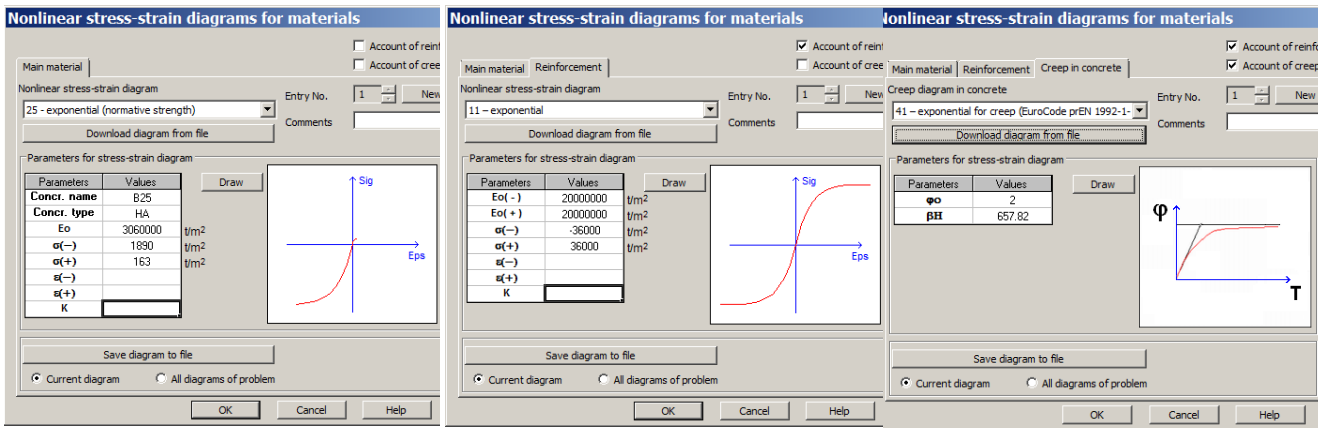 Nonlinear stress-strain diagrams for materials
Account of reinf
Account of cree
Main material
Nonlinear stress-strain diagram
25 - exponential (normative strength)
Entry No.
1
New
Download diagram from file
Comments
Parameters for stress-strain diagram
Parameters Values
Draw
Concr. name B25
Concr. type HA
Eo 3060000 t/m2
σ(−) 1890 t/m2
σ(+) 163 t/m2
ε(−)
ε(+)
K
Sig
Eps
Save diagram to file
Current diagram
All diagrams of problem
OK
Cancel
Help
Nonlinear stress-strain diagrams for materials
Account of reinf
Account of cree
Main material
Reinforcement
Nonlinear stress-strain diagram
11 – exponential
Entry No.
1
New
Download diagram from file
Comments
Parameters for stress-strain diagram
Parameters Values
Draw
Eo( - ) 20000000 t/m2
Eo( + ) 20000000 t/m2
σ(−) -36000 t/m2
σ(+) 36000 t/m2
ε(−)
ε(+)
K
Sig
Eps
Save diagram to file
Current diagram
All diagrams of problem
OK
Cancel
Help
Nonlinear stress-strain diagrams for materials
Account of reinfo
Account of creep
Main material
Reinforcement
Creep in concrete
Creep diagram in concrete
41 – exponential for creep (EuroCode prEN 1992-1-
Entry No.
1
New
Download diagram from file
Comments
Parameters for stress-strain diagram
Parameters Values
Draw
φo 2
βH 657.82
φ
T
Save diagram to file
Current diagram
All diagrams of problem
OK
Cancel
Help